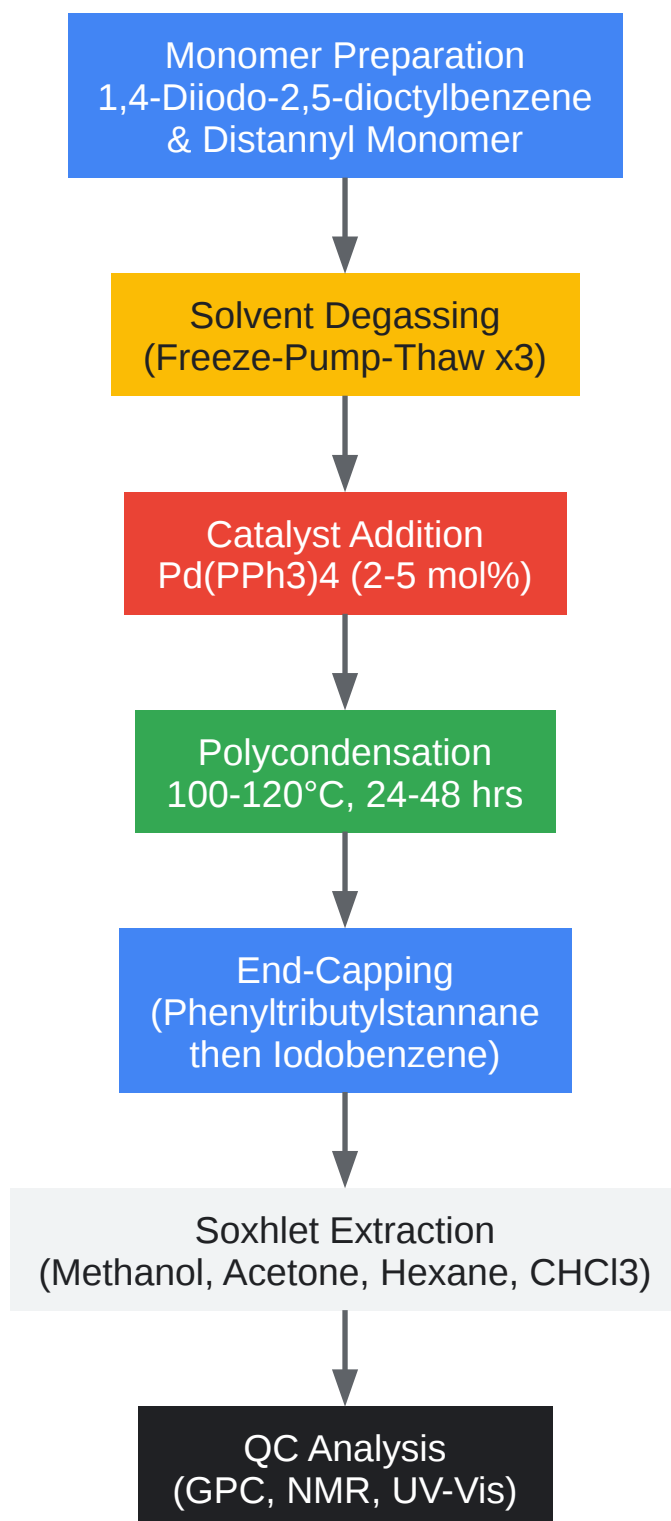 Monomer Preparation
1,4-Diiodo-2,5-dioctylbenzene
& Distannyl Monomer
Solvent Degassing
(Freeze-Pump-Thaw x3)
Catalyst Addition
Pd(PPh3)4 (2-5 mol%)
Polycondensation
100-120°C, 24-48 hrs
End-Capping
(Phenyltributylstannane
then Iodobenzene)
Soxhlet Extraction
(Methanol, Acetone, Hexane, CHCl3)
QC Analysis
(GPC, NMR, UV-Vis)